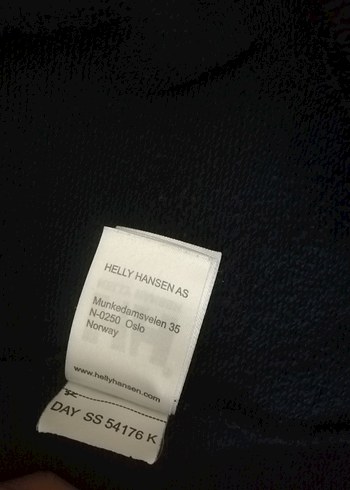 HELLY HANSEN AS
Munkedamsveien 35
N-0250 Oslo
Norway
www.hellyhansen.com
DAY SS 54176 K